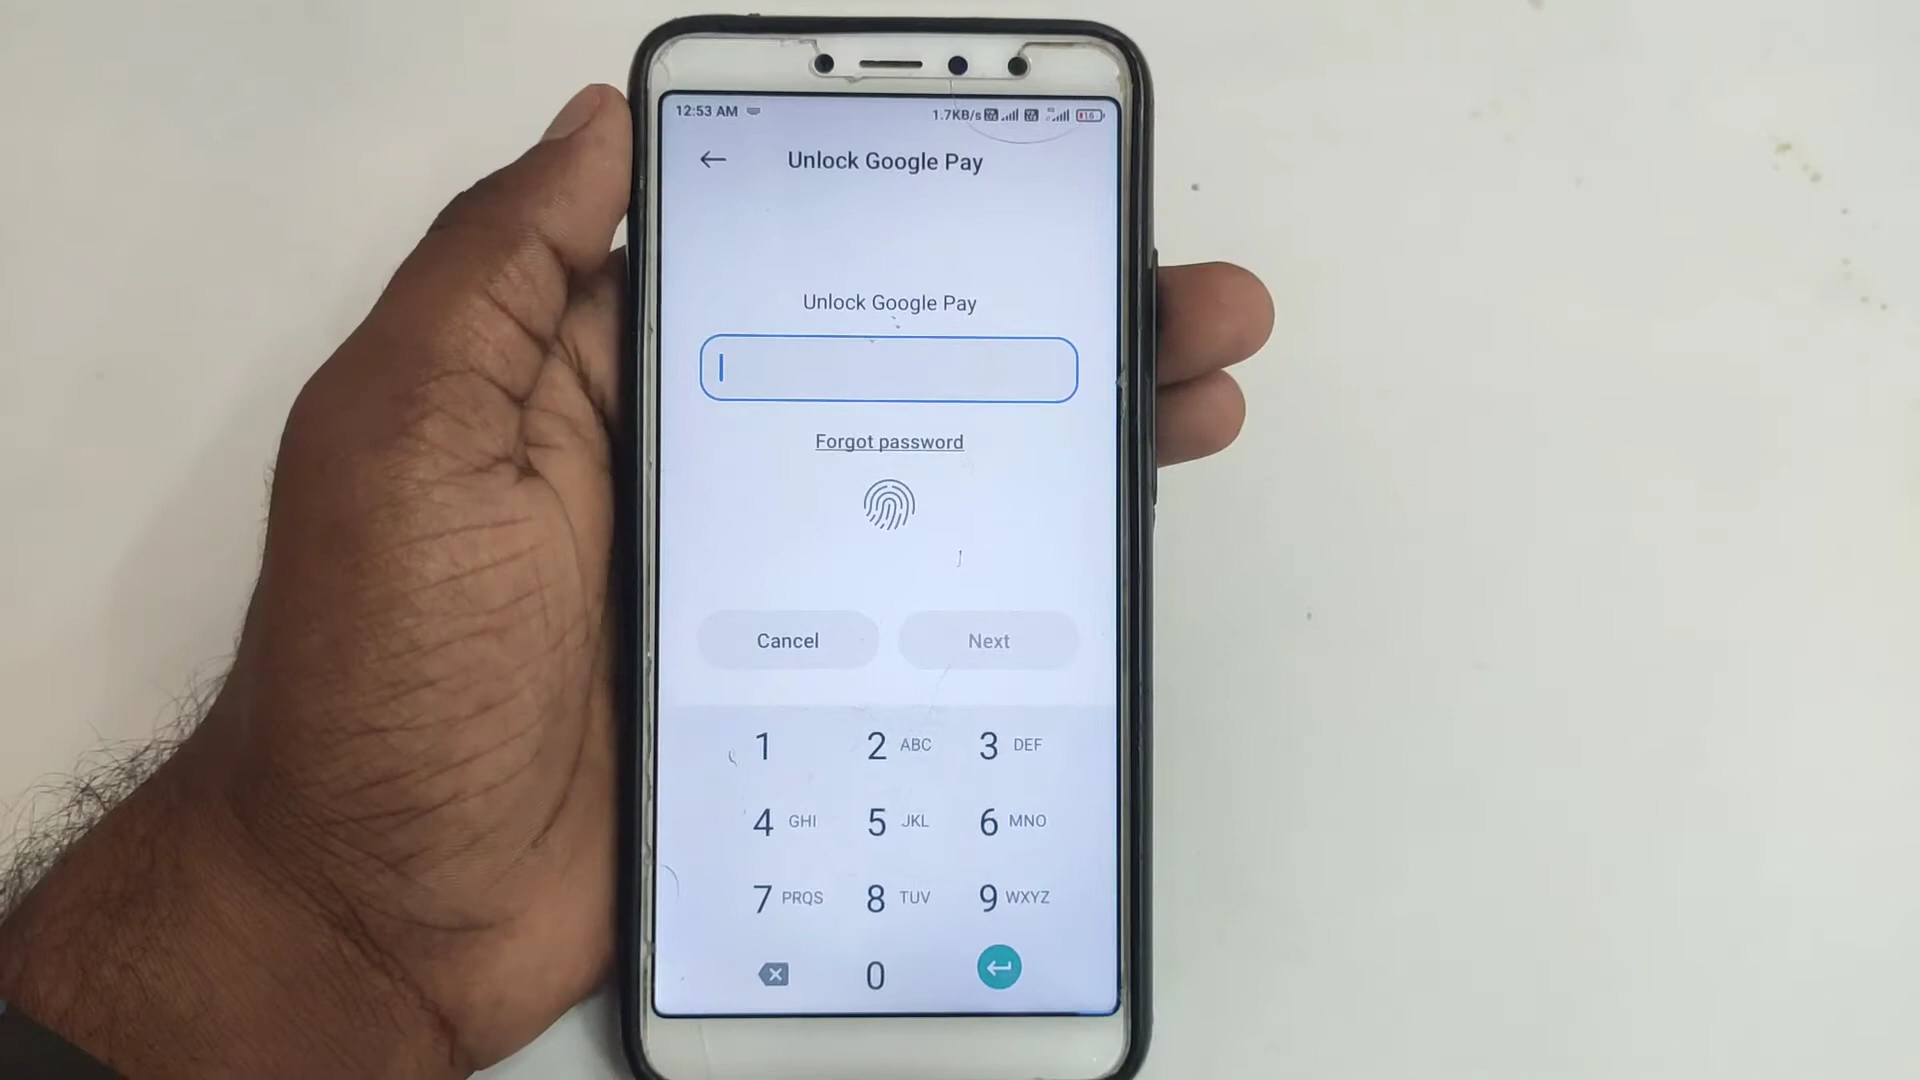 12:53 AM 1.7KB/s 16
Unlock Google Pay
Unlock Google Pay
Forgot password
Cancel Next
1 2 ABC 3 DEF
4 GHI 5 JKL 6 MNO
7 PRQS 8 TUV 9 WXYZ
0